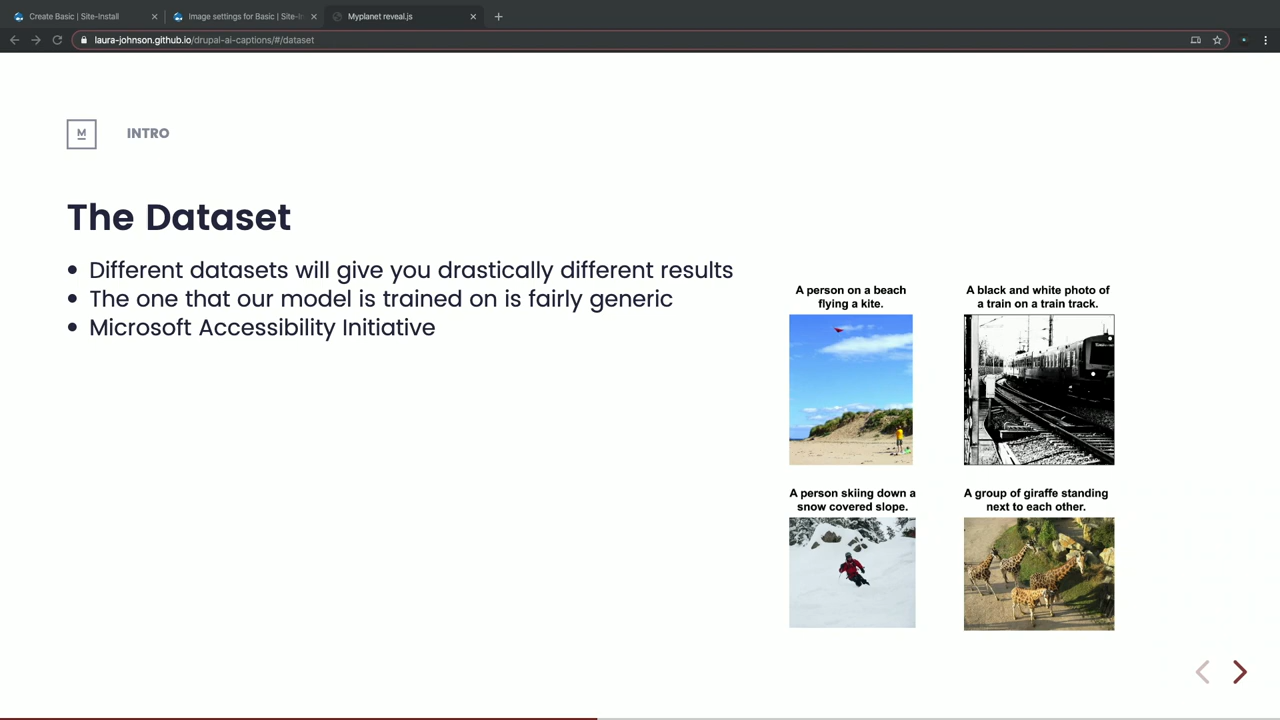 Create Basic | Site-Install
Image settings for Basic | Site-In
Myplanet reveal.js
laura-johnson.github.io/drupal-ai-captions/#/dataset
M
INTRO
The Dataset
• Different datasets will give you drastically different results
• The one that our model is trained on is fairly generic
• Microsoft Accessibility Initiative
A person on a beach
flying a kite.
A black and white photo of
a train on a train track.
A person skiing down a
snow covered slope.
A group of giraffe standing
next to each other.